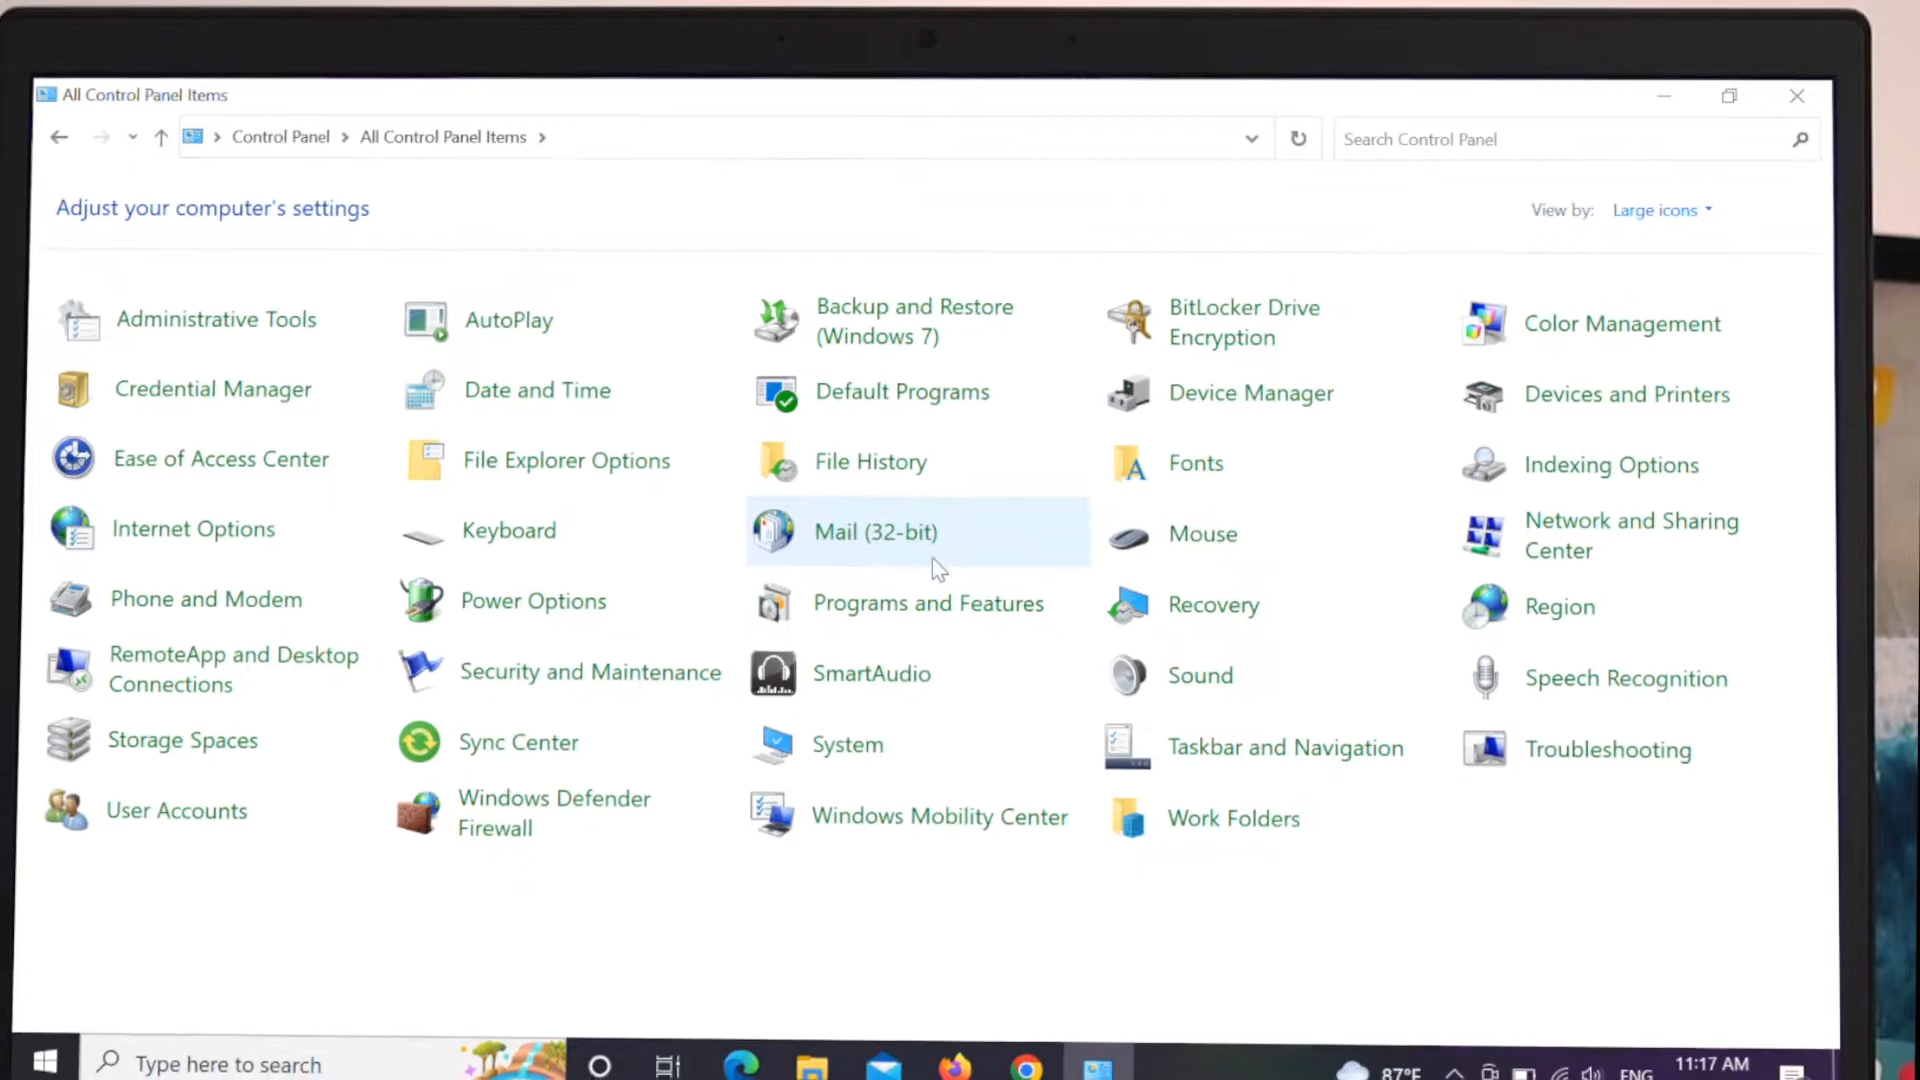 All Control Panel Items
Control Panel All Control Panel Items
Search Control Panel
Adjust your computer's settings
View by: Large icons
Administrative Tools
AutoPlay
Backup and Restore
(Windows 7)
BitLocker Drive
Encryption
Color Management
Credential Manager
Date and Time
Default Programs
Device Manager
Devices and Printers
Ease of Access Center
File Explorer Options
File History
Fonts
Indexing Options
Internet Options
Keyboard
Mail (32-bit)
Mouse
Network and Sharing
Center
Phone and Modem
Power Options
Programs and Features
Recovery
Region
RemoteApp and Desktop
Connections
Security and Maintenance
SmartAudio
Sound
Speech Recognition
Storage Spaces
Sync Center
System
Taskbar and Navigation
Troubleshooting
User Accounts
Windows Defender
Firewall
Windows Mobility Center
Work Folders
Type here to search
87°F
ENG
11:17 AM